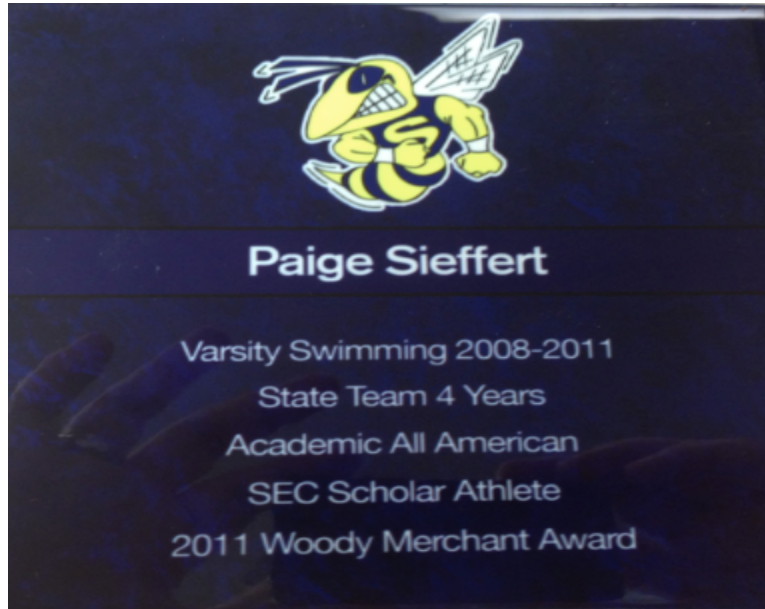 S
Paige Sieffert
Varsity Swimming 2008-2011
State Team 4 Years
Academic All American
SEC Scholar Athlete
2011 Woody Merchant Award